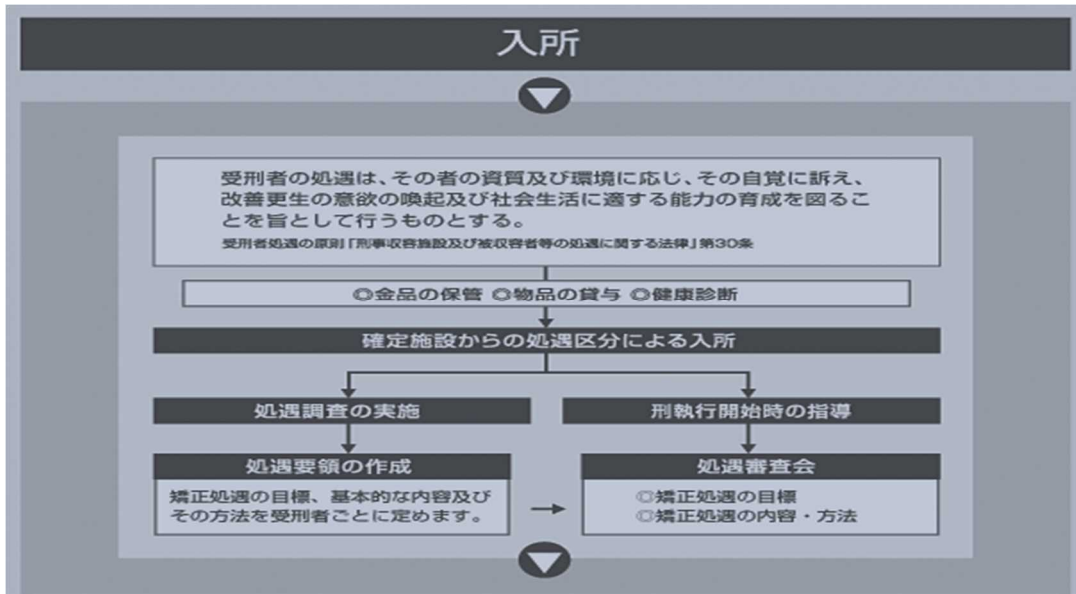 入所
受刑者の処遇は、その者の資質及び環境に応じ、その自覚に訴え、
改善更生の意欲の喚起及び社会生活に適する能力の育成を図るこ
とを旨として行うものとする。
受刑者処遇の原則「刑事収容施設及び被収容者等の処遇に関する法律」第30条
◎金品の保管 ◎物品の貸与 ◎健康診断
確定施設からの処遇区分による入所
処遇調査の実施
刑執行開始時の指導
処遇要領の作成
矯正処遇の目標、基本的な内容及び
その方法を受刑者ごとに定めます。
処遇審査会
◎矯正処遇の目標
◎矯正処遇の内容・方法